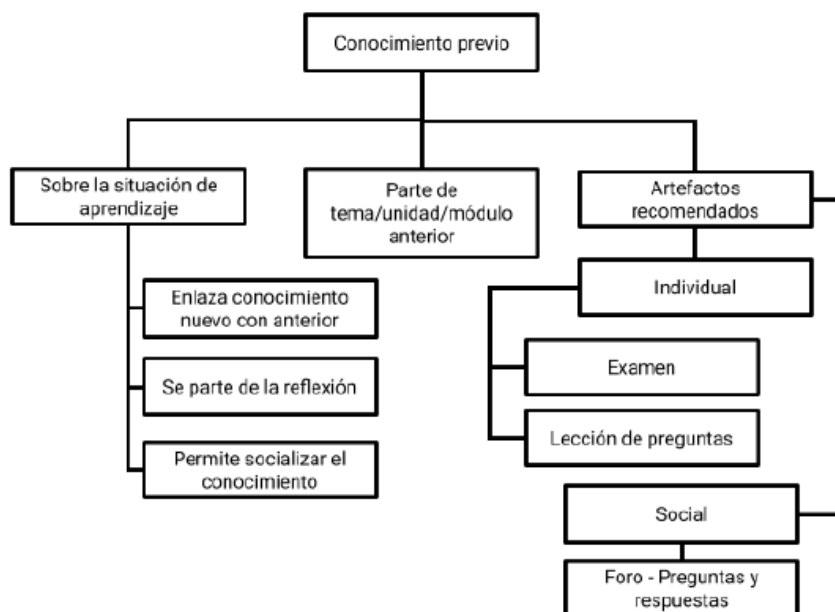 Conocimiento previo
Sobre la situación de
aprendizaje
Parte de
tema/unidad/módulo
anterior
Artefactos
recomendados
Enlaza conocimiento
nuevo con anterior
Se parte de la reflexión
Permite socializar el
conocimiento
Individual
Examen
Lección de preguntas
Social
Foro - Preguntas y
respuestas